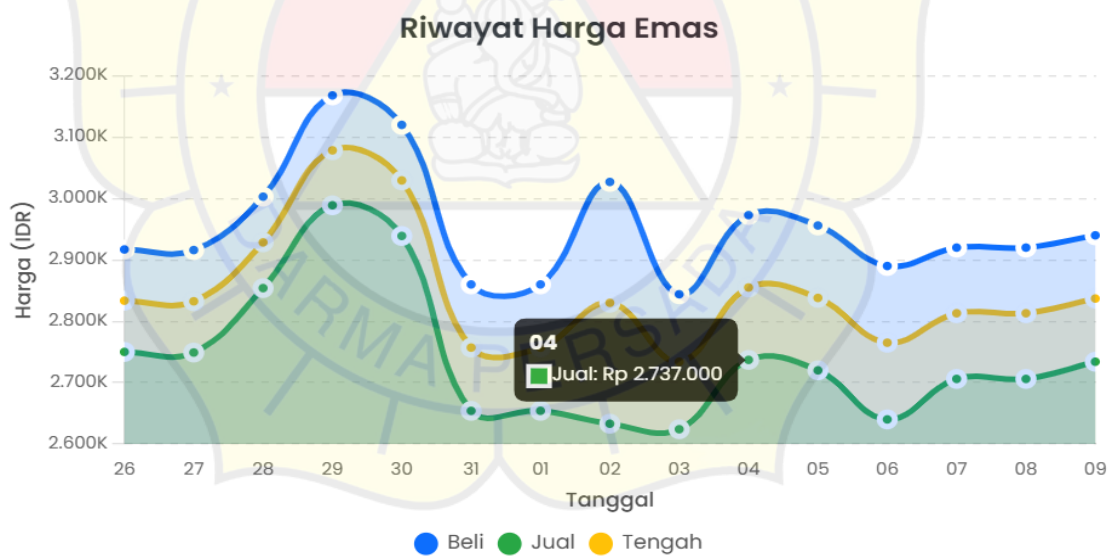 Riwayat Harga Emas
Harga (IDR)
3.200K
3.100K
3.000K
2.900K
2.800K
2.700K
2.600K
04
Jual: Rp 2.737.000
26 27 28 29 30 31 01 02 03 04 05 06 07 08 09
Tanggal
Beli Jual Tengah